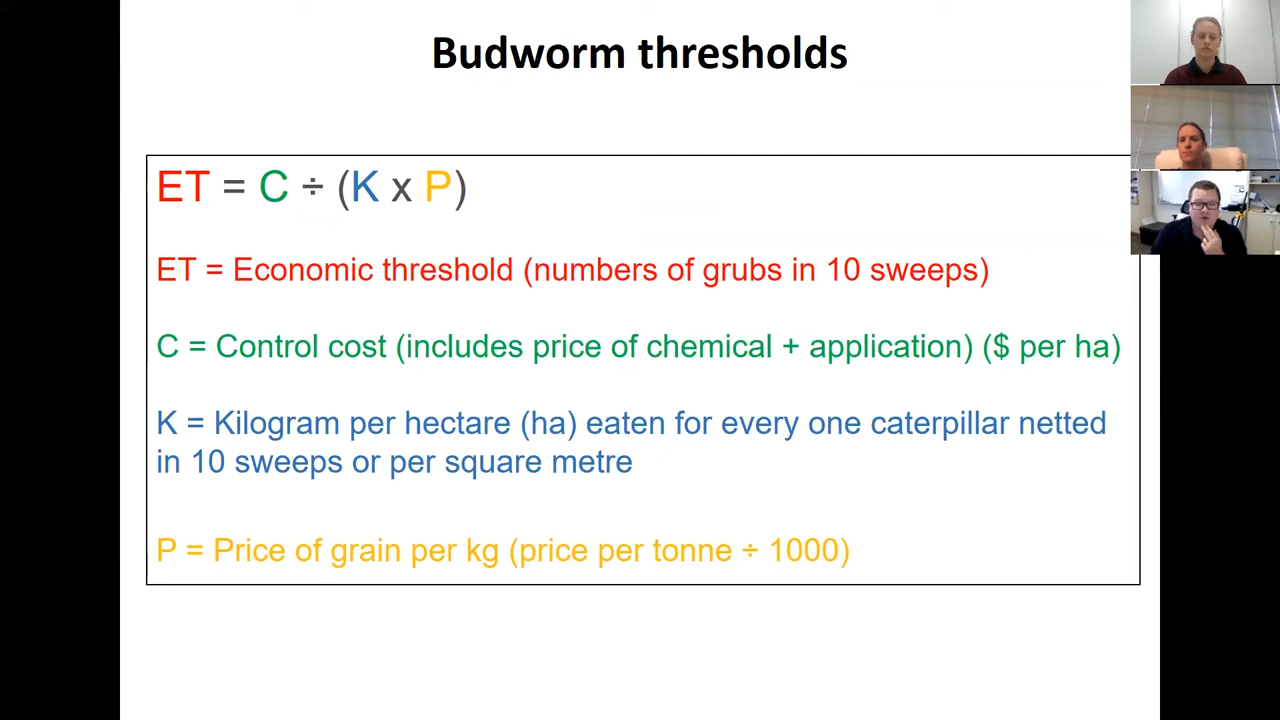 Budworm thresholds
ET = C ÷ (K x P)
ET = Economic threshold (numbers of grubs in 10 sweeps)
C = Control cost (includes price of chemical + application) ($ per ha)
K = Kilogram per hectare (ha) eaten for every one caterpillar netted
in 10 sweeps or per square metre
P = Price of grain per kg (price per tonne ÷ 1000)